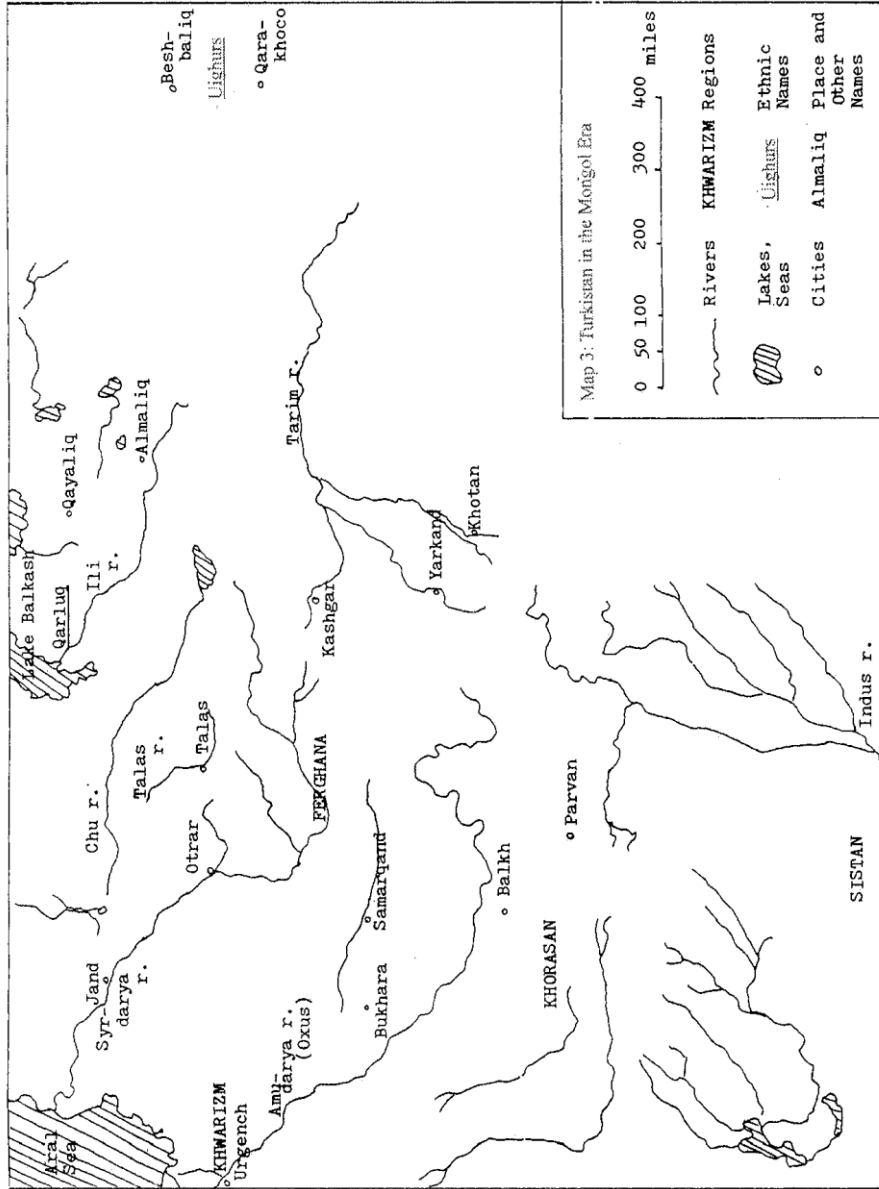 Aral
Sea
KHWARIZM
Urgench
Amu-
darya r.
(Oxus)
Syr-
darya
r.
Jand
Bukhara
Samarqand
Otrar
Chu r.
Talas
r.
Talas
FERGHANA
Lake Balkash
Qarluq
Ili
r.
Qayaliq
Almaliq
Kashgar
Yarkand
Khotan
Tarim r.
Besh-
baliq
Uighurs
Qara-
khoco
Balkh
KHORASAN
Parvan
SISTAN
Indus r.
Map 3: Turkistan in the Mongol Era
0 50 100 200 300 400 miles
Rivers KHWARIZM Regions
Lakes, Uighurs Ethnic
Seas Names
Cities Almaliq Place and
Other
Names